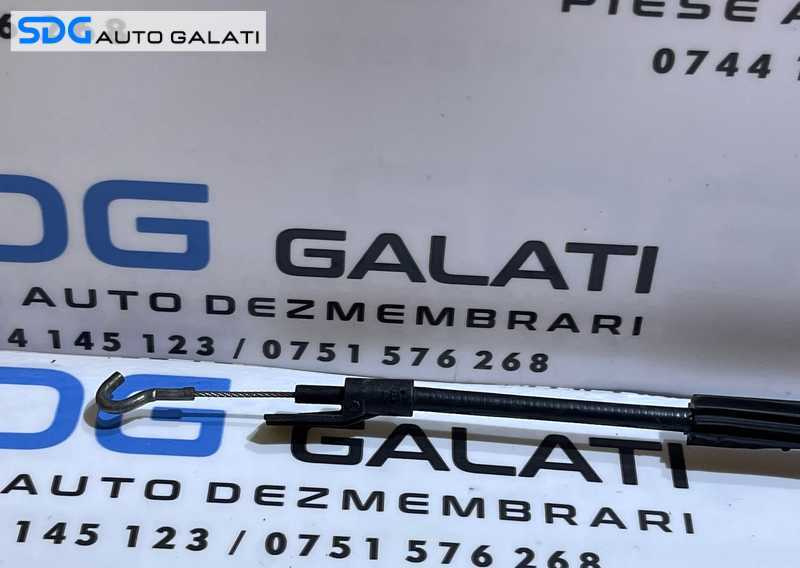 SDG AUTO GALATI
PIESE A
0744 1
DG GALATI
AUTO DEZMEMBRARI
4 145 123 / 0751 576 268
DG GALATI
AUTO DEZMEMBRARI
145 123 / 0751 576 268